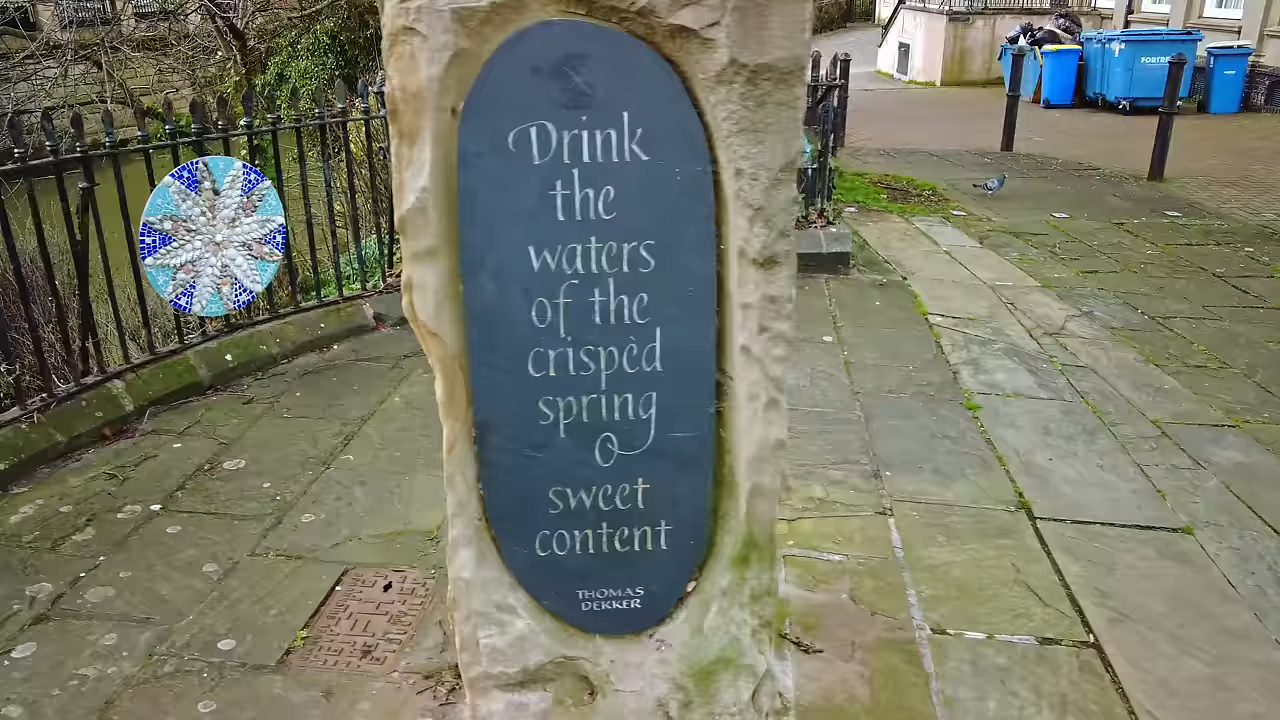 Drink
the
waters
of the
crispèd
spring
O
sweet
content
THOMAS
DEKKER